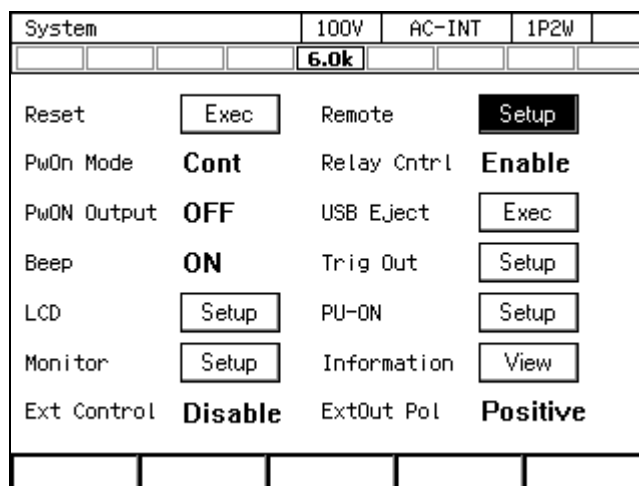 System 100V AC-INT 1P2W
6.0k
Reset Exec Remote Setup
PwOn Mode Cont Relay Cntrl Enable
PwON Output OFF USB Eject Exec
Beep ON Trig Out Setup
LCD Setup PU-ON Setup
Monitor Setup Information View
Ext Control Disable ExtOut Pol Positive